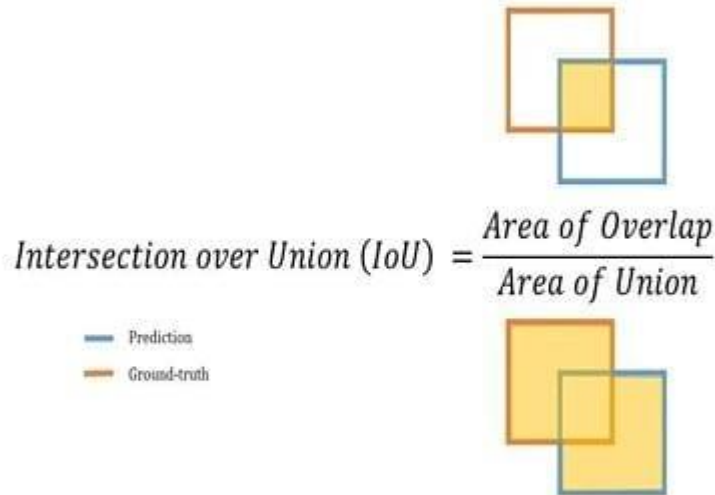 Intersection over Union (IoU) = Area of Overlap
Area of Union
Prediction
Ground-truth